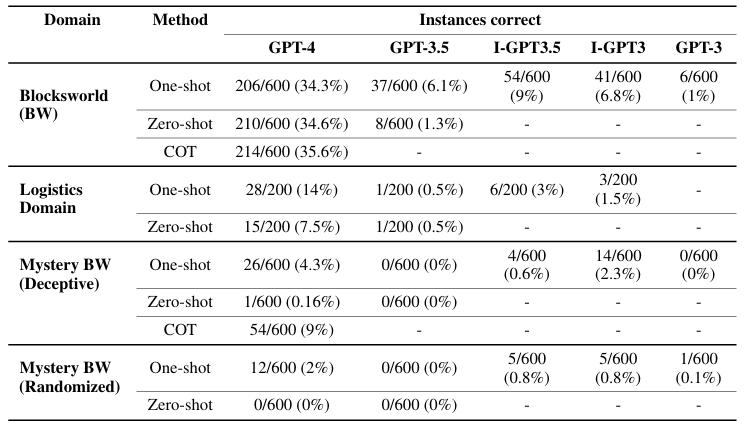 Domain Method Instances correct
GPT-4 GPT-3.5 I-GPT3.5 I-GPT3 GPT-3
Blocksworld (BW) One-shot 206/600 (34.3%) 37/600 (6.1%) 54/600 (9%) 41/600 (6.8%) 6/600 (1%)
Zero-shot 210/600 (34.6%) 8/600 (1.3%) - - -
COT 214/600 (35.6%) - - - -
Logistics Domain One-shot 28/200 (14%) 1/200 (0.5%) 6/200 (3%) 3/200 (1.5%) -
Zero-shot 15/200 (7.5%) 1/200 (0.5%) - - -
Mystery BW (Deceptive) One-shot 26/600 (4.3%) 0/600 (0%) 4/600 (0.6%) 14/600 (2.3%) 0/600 (0%)
Zero-shot 1/600 (0.16%) 0/600 (0%) - - -
COT 54/600 (9%) - - - -
Mystery BW (Randomized) One-shot 12/600 (2%) 0/600 (0%) 5/600 (0.8%) 5/600 (0.8%) 1/600 (0.1%)
Zero-shot 0/600 (0%) 0/600 (0%) - - -